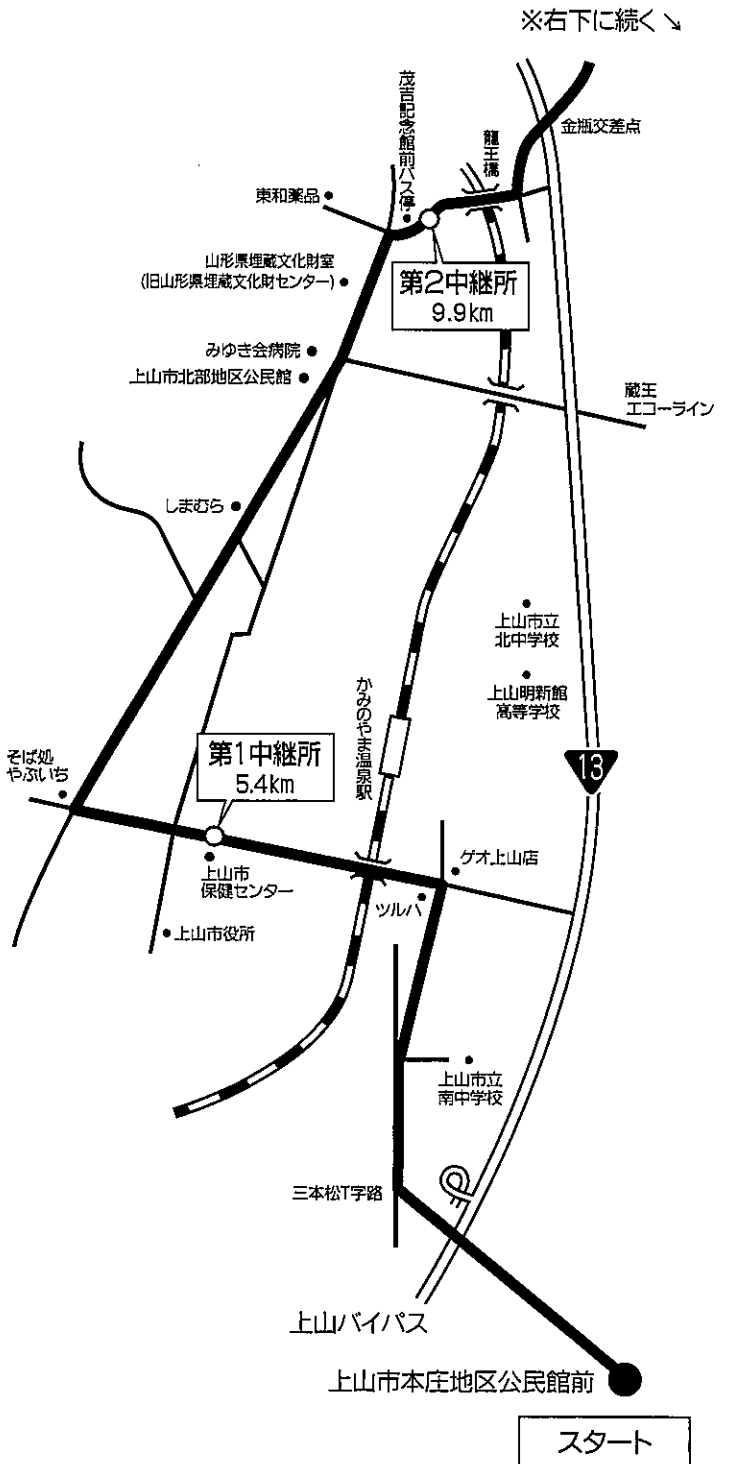 ※右下に続く↘
金瓶交差点
茂吉記念館前バス停
龍王橋
東和薬品
山形県埋蔵文化財室
(旧山形県埋蔵文化財センター)
第2中継所
9.9km
みゆき会病院
上山市北部地区公民館
蔵王
エコーライン
しまむら
上山市立
北中学校
上山明新館
高等学校
かみのやま温泉駅
13
そば処
やぶいち
第1中継所
5.4km
ゲオ上山店
上山市
保健センター
ツルハ
上山市役所
上山市立
南中学校
三本松T字路
上山バイパス
上山市本庄地区公民館前
スタート